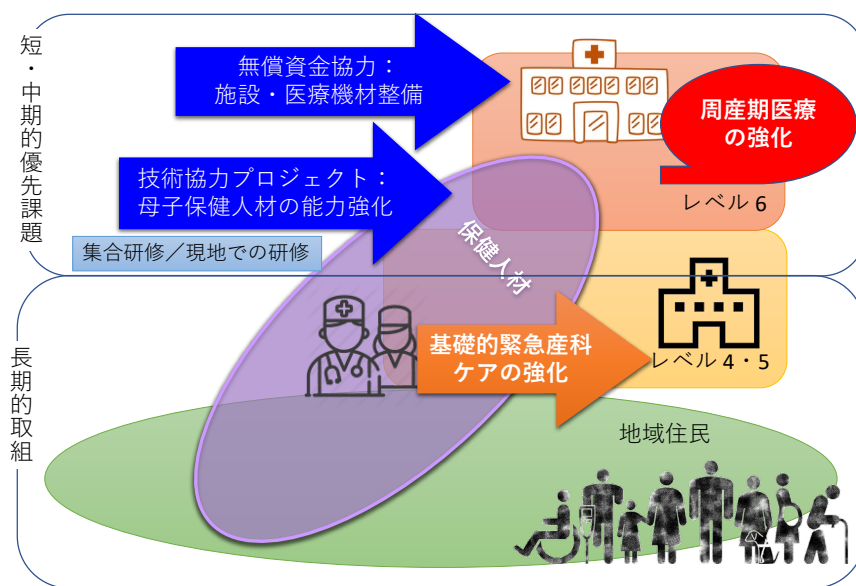 短・中期的優先課題
無償資金協力：
施設・医療機材整備
周産期医療
の強化
技術協力プロジェクト：
母子保健人材の能力強化
レベル 6
集合研修／現地での研修
保健人材
長期的取組
基礎的緊急産科
ケアの強化
レベル 4・5
地域住民